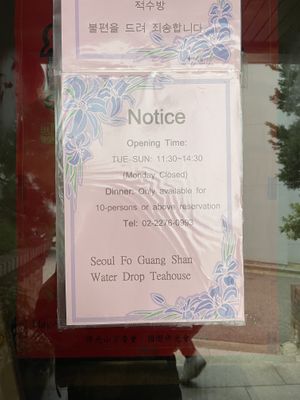 적수방
불편을 드려 죄송합니다
Notice
Opening Time:
TUE-SUN: 11:30~14:30
(Monday Closed)
Dinner: Only available for
10-persons or above reservation
Tel: 02-2276-0993
Seoul Fo Guang Shan
Water Drop Teahouse